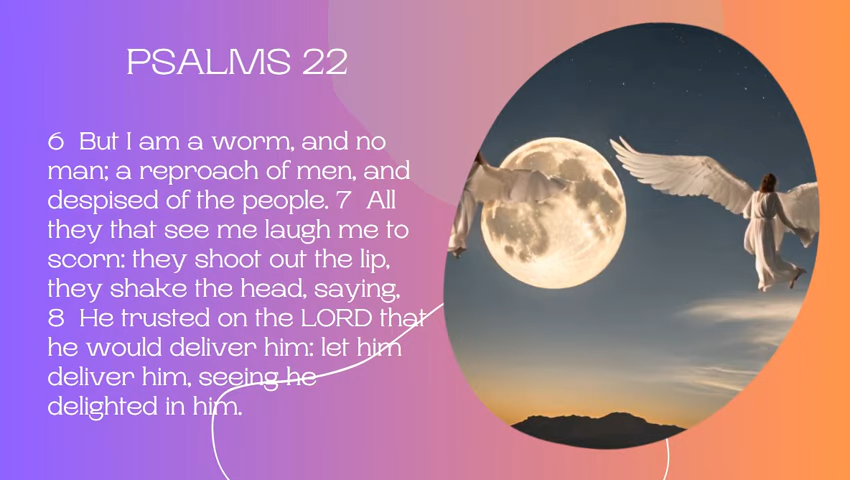 PSALMS 22
6 But I am a worm, and no
man; a reproach of men, and
despised of the people. 7 All
they that see me laugh me to
scorn: they shoot out the lip,
they shake the head, saying,
8 He trusted on the LORD that
he would deliver him: let him
deliver him, seeing he
delighted in him.